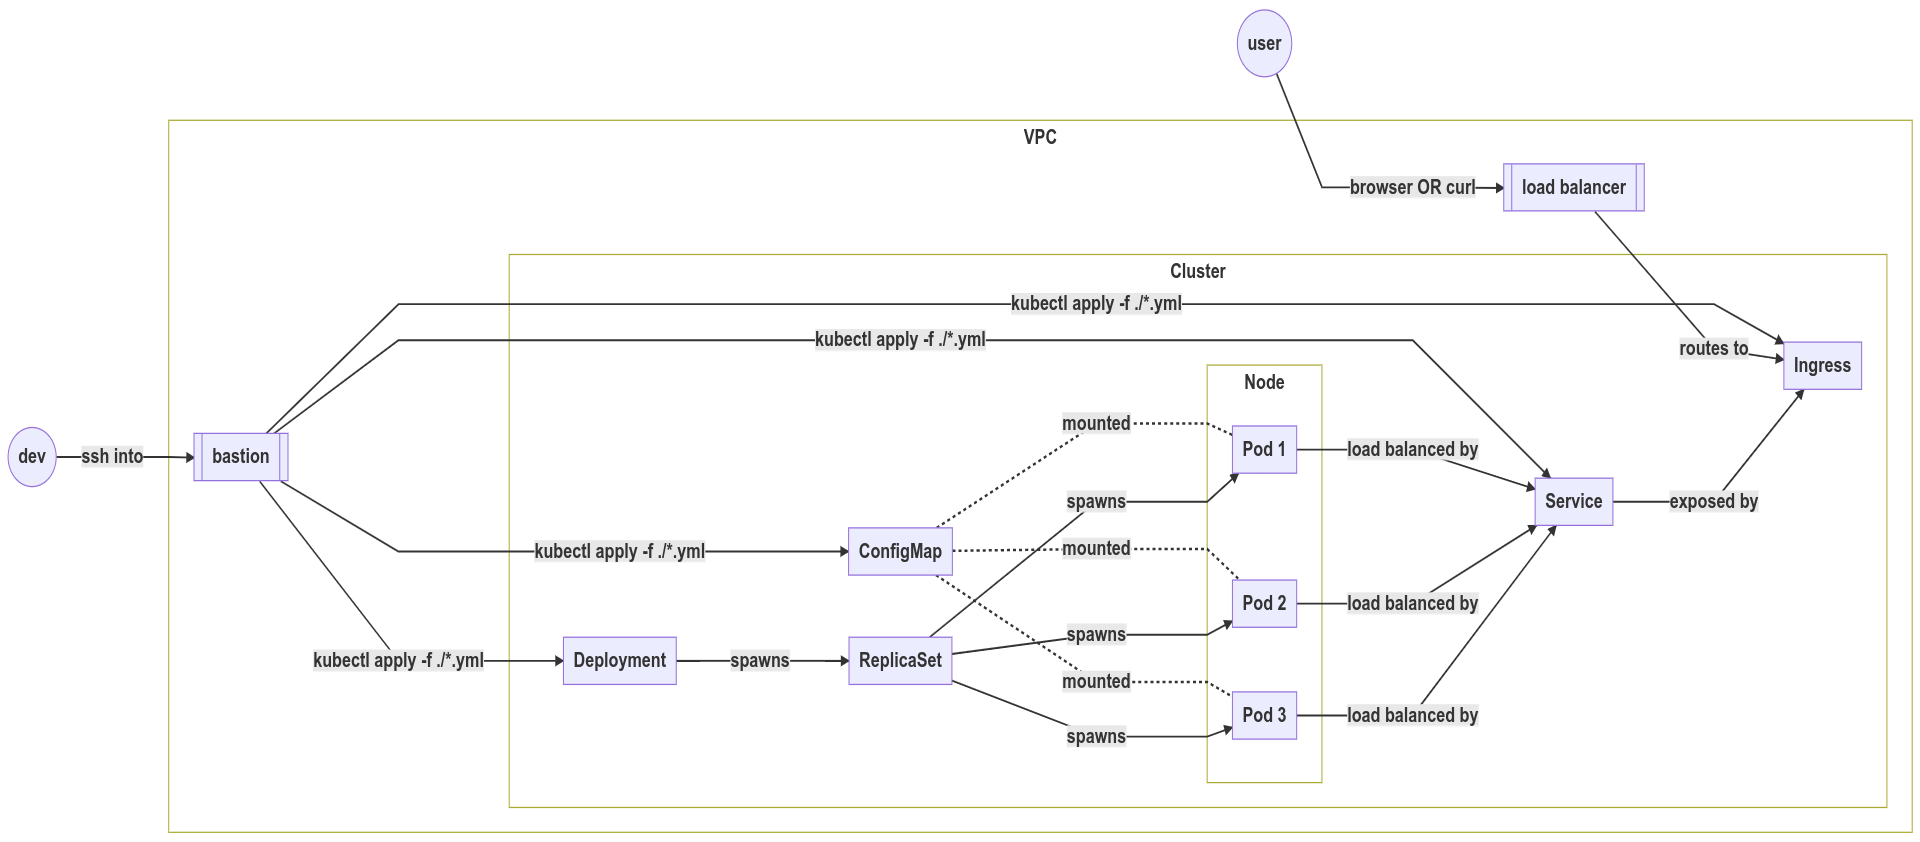 user
VPC
browser OR curl
load balancer
Cluster
kubectl apply -f ./*.yml
kubectl apply -f ./*.yml
routes to
Ingress
Node
mounted
Pod 1
load balanced by
dev
ssh into
bastion
spawns
Service
exposed by
kubectl apply -f ./*.yml
ConfigMap
mounted
Pod 2
load balanced by
spawns
kubectl apply -f ./*.yml
Deployment
spawns
ReplicaSet
mounted
Pod 3
load balanced by
spawns